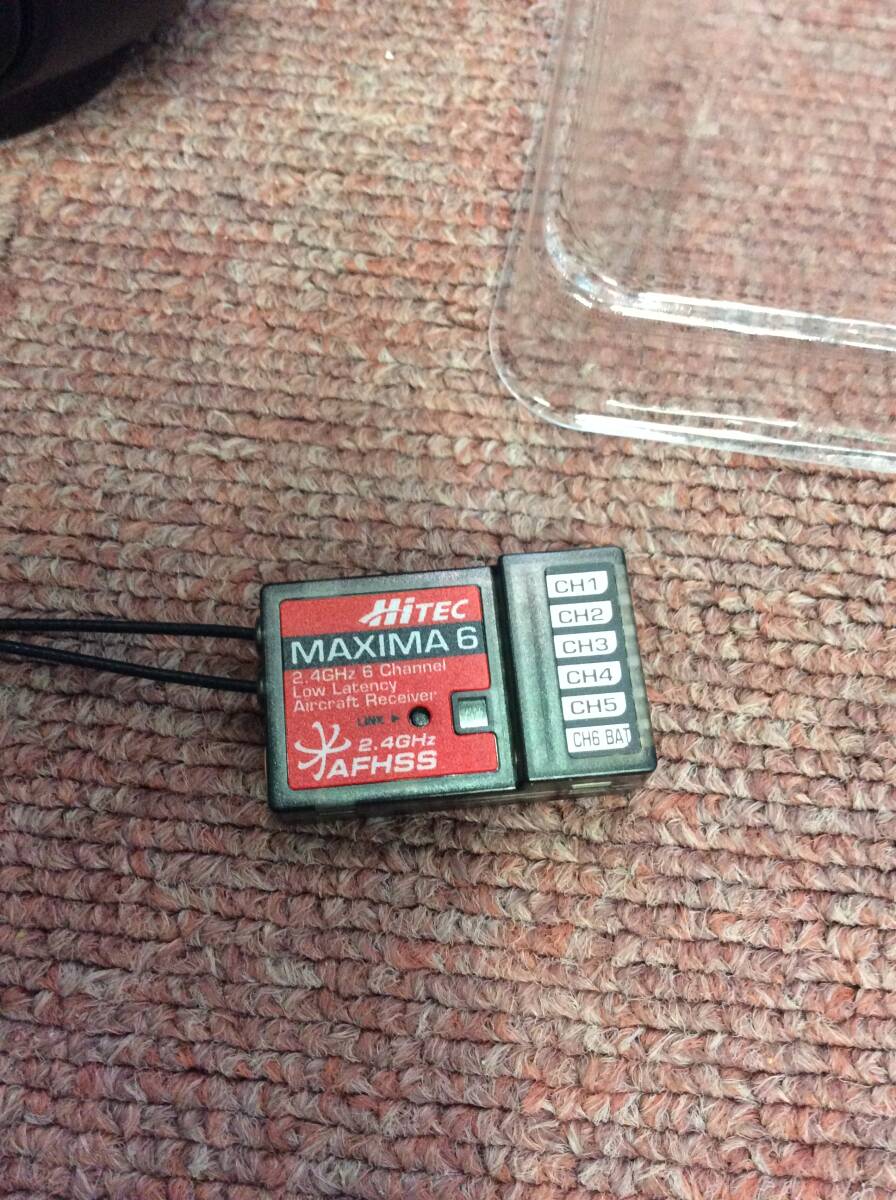 HiTEC
MAXIMA 6
2.4GHz 6 Channel
Low Latency
Aircraft Receiver
LINK ►
2.4GHz
AFHSS
CH1
CH2
CH3
CH4
CH5
CH6 BAT